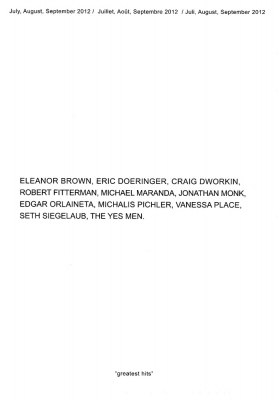 July, August, September 2012 / Juillet, Août, Septembre 2012 / Juli, August, September 2012
ELEANOR BROWN, ERIC DOERINGER, CRAIG DWORKIN,
ROBERT FITTERMAN, MICHAEL MARANDA, JONATHAN MONK,
EDGAR ORLAINETA, MICHALIS PICHLER, VANESSA PLACE,
SETH SIEGELAUB, THE YES MEN.
"greatest hits"